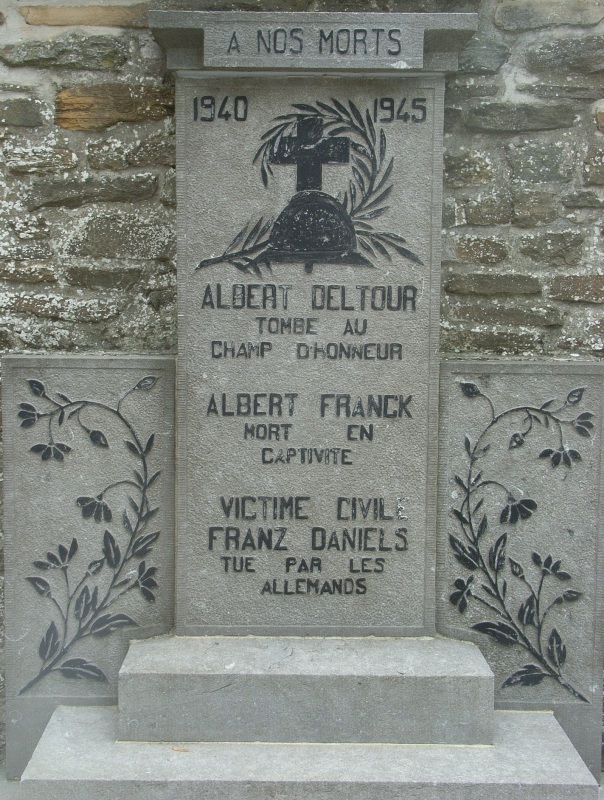 A NOS MORTS
1940 1945
ALBERT DELTOUR
TOMBE AU
CHAMP D'HONNEUR
ALBERT FRANCK
MORT EN
CAPTIVITE
VICTIME CIVILE
FRANZ DANIELS
TUE PAR LES
ALLEMANDS